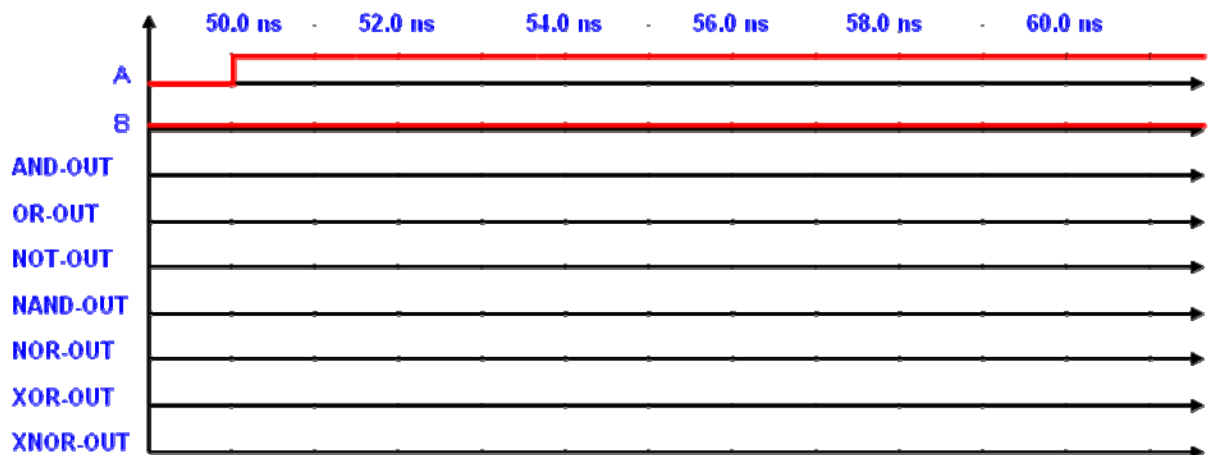 50.0 ns 52.0 ns 54.0 ns 56.0 ns 58.0 ns 60.0 ns
A
B
AND-OUT
OR-OUT
NOT-OUT
NAND-OUT
NOR-OUT
XOR-OUT
XNOR-OUT